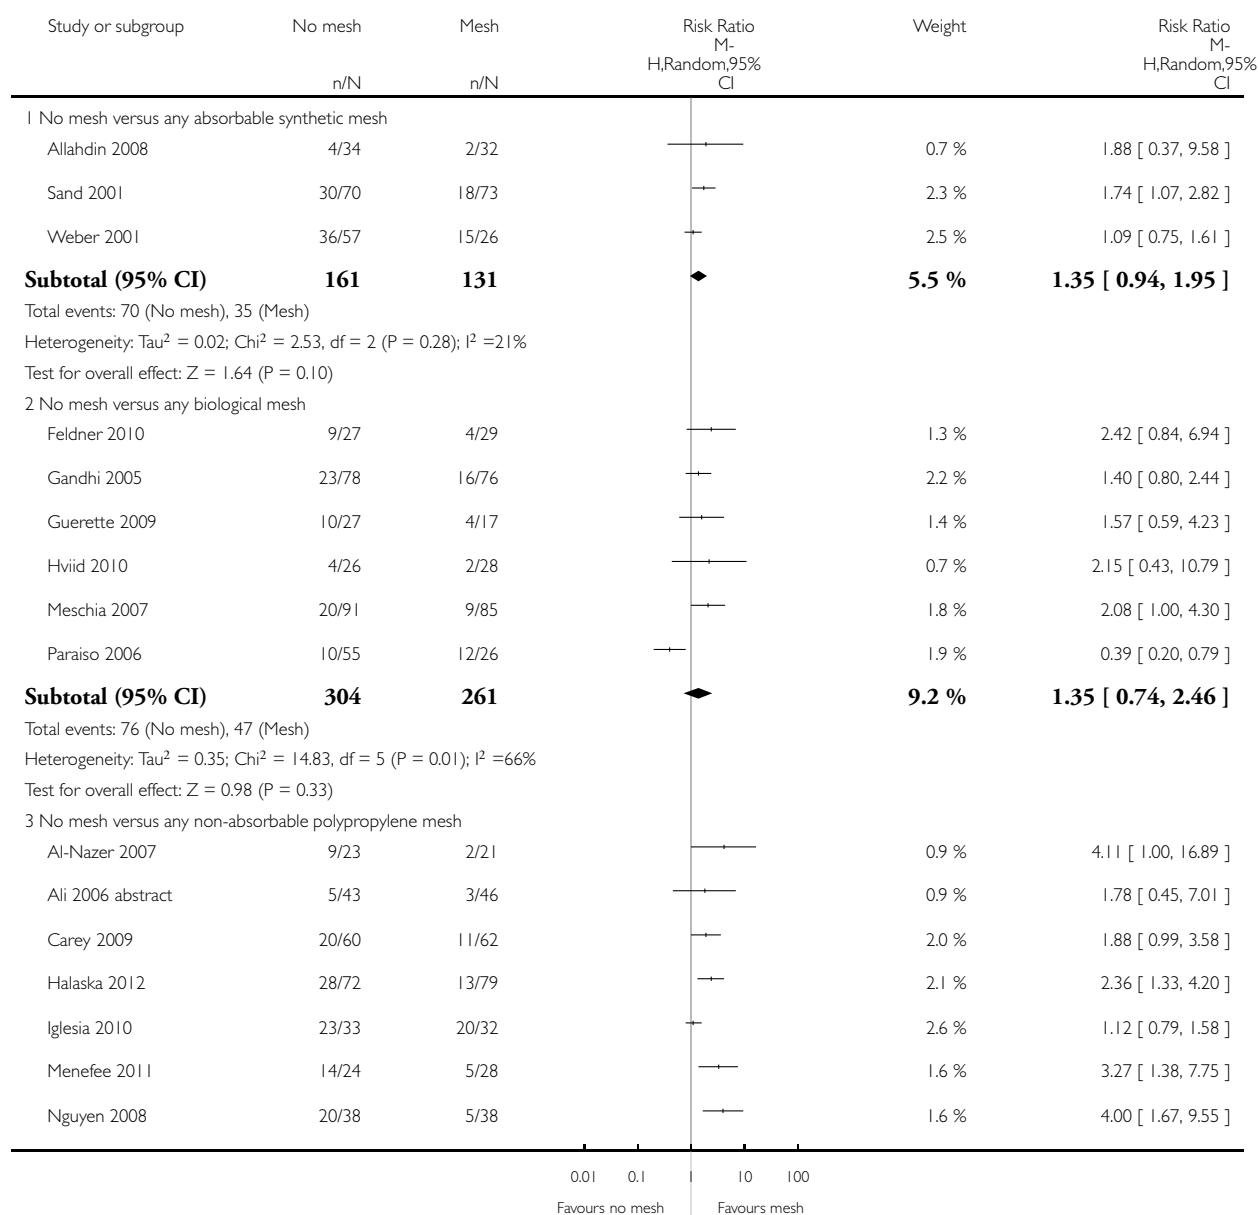 Study or subgroup No mesh Mesh Risk Ratio Weight Risk Ratio
M- M-
H,Random,95% H,Random,95%
n/N n/N CI CI
1 No mesh versus any absorbable synthetic mesh
Allahdin 2008 4/34 2/32 0.7 % 1.88 [ 0.37, 9.58 ]
Sand 2001 30/70 18/73 2.3 % 1.74 [ 1.07, 2.82 ]
Weber 2001 36/57 15/26 2.5 % 1.09 [ 0.75, 1.61 ]
Subtotal (95% CI) 161 131 5.5 % 1.35 [ 0.94, 1.95 ]
Total events: 70 (No mesh), 35 (Mesh)
Heterogeneity: Tau² = 0.02; Chi² = 2.53, df = 2 (P = 0.28); I² =21%
Test for overall effect: Z = 1.64 (P = 0.10)
2 No mesh versus any biological mesh
Feldner 2010 9/27 4/29 1.3 % 2.42 [ 0.84, 6.94 ]
Gandhi 2005 23/78 16/76 2.2 % 1.40 [ 0.80, 2.44 ]
Guerette 2009 10/27 4/17 1.4 % 1.57 [ 0.59, 4.23 ]
Hviid 2010 4/26 2/28 0.7 % 2.15 [ 0.43, 10.79 ]
Meschia 2007 20/91 9/85 1.8 % 2.08 [ 1.00, 4.30 ]
Paraiso 2006 10/55 12/26 1.9 % 0.39 [ 0.20, 0.79 ]
Subtotal (95% CI) 304 261 9.2 % 1.35 [ 0.74, 2.46 ]
Total events: 76 (No mesh), 47 (Mesh)
Heterogeneity: Tau² = 0.35; Chi² = 14.83, df = 5 (P = 0.01); I² =66%
Test for overall effect: Z = 0.98 (P = 0.33)
3 No mesh versus any non-absorbable polypropylene mesh
Al-Nazer 2007 9/23 2/21 0.9 % 4.11 [ 1.00, 16.89 ]
Ali 2006 abstract 5/43 3/46 0.9 % 1.78 [ 0.45, 7.01 ]
Carey 2009 20/60 11/62 2.0 % 1.88 [ 0.99, 3.58 ]
Halaska 2012 28/72 13/79 2.1 % 2.36 [ 1.33, 4.20 ]
Iglesia 2010 23/33 20/32 2.6 % 1.12 [ 0.79, 1.58 ]
Menefee 2011 14/24 5/28 1.6 % 3.27 [ 1.38, 7.75 ]
Nguyen 2008 20/38 5/38 1.6 % 4.00 [ 1.67, 9.55 ]
0.01 0.1 1 10 100
Favours no mesh Favours mesh